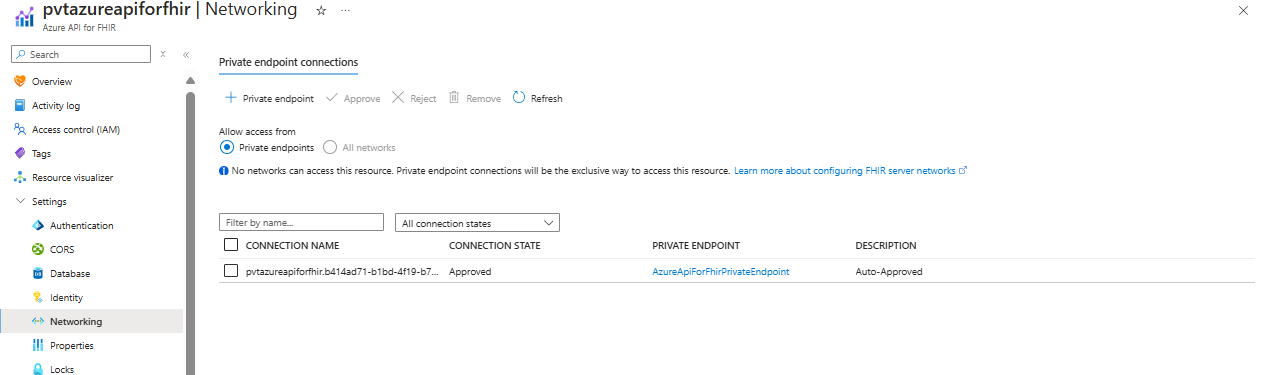 pvtazureapiforfhir | Networking
Azure API for FHIR
Search
Overview
Activity log
Access control (IAM)
Tags
Resource visualizer
Settings
Authentication
CORS
Database
Identity
Networking
Properties
Locks
Private endpoint connections
Private endpoint Approve Reject Remove Refresh
Allow access from
Private endpoints All networks
No networks can access this resource. Private endpoint connections will be the exclusive way to access this resource. Learn more about configuring FHIR server networks
Filter by name... All connection states
CONNECTION NAME CONNECTION STATE PRIVATE ENDPOINT DESCRIPTION
pvtazureapiforfhir.b414ad71-b1bd-4f19-b7... Approved AzureApiForFhirPrivateEndpoint Auto-Approved